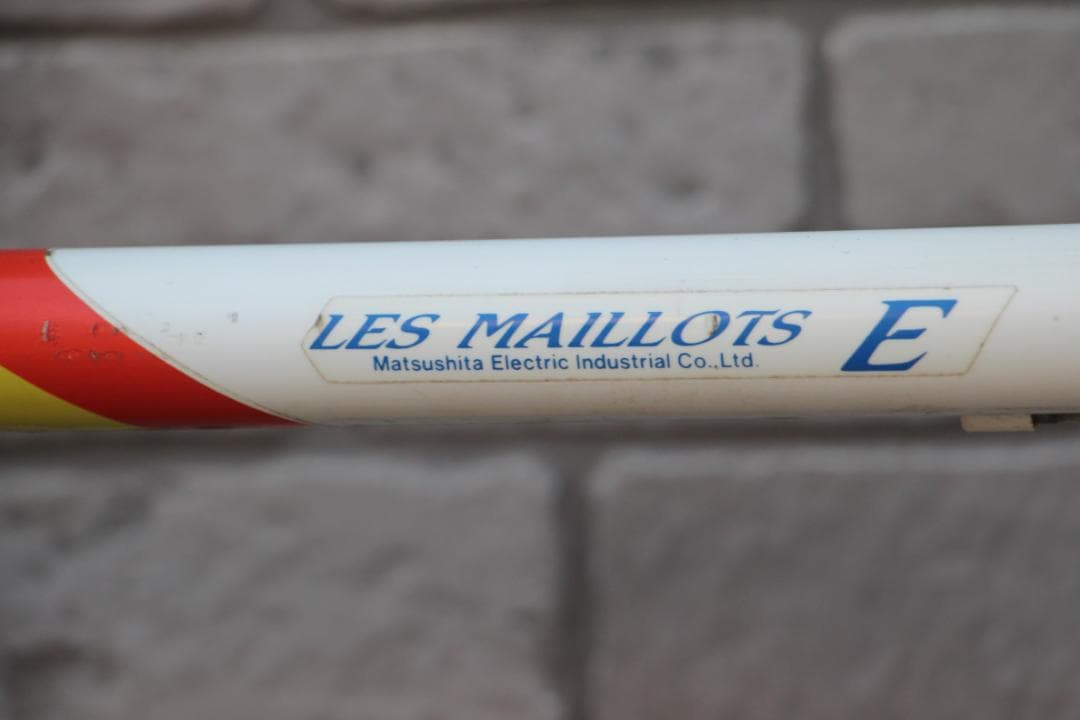 LES MAILLOTS E
Matsushita Electric Industrial Co.,Ltd.